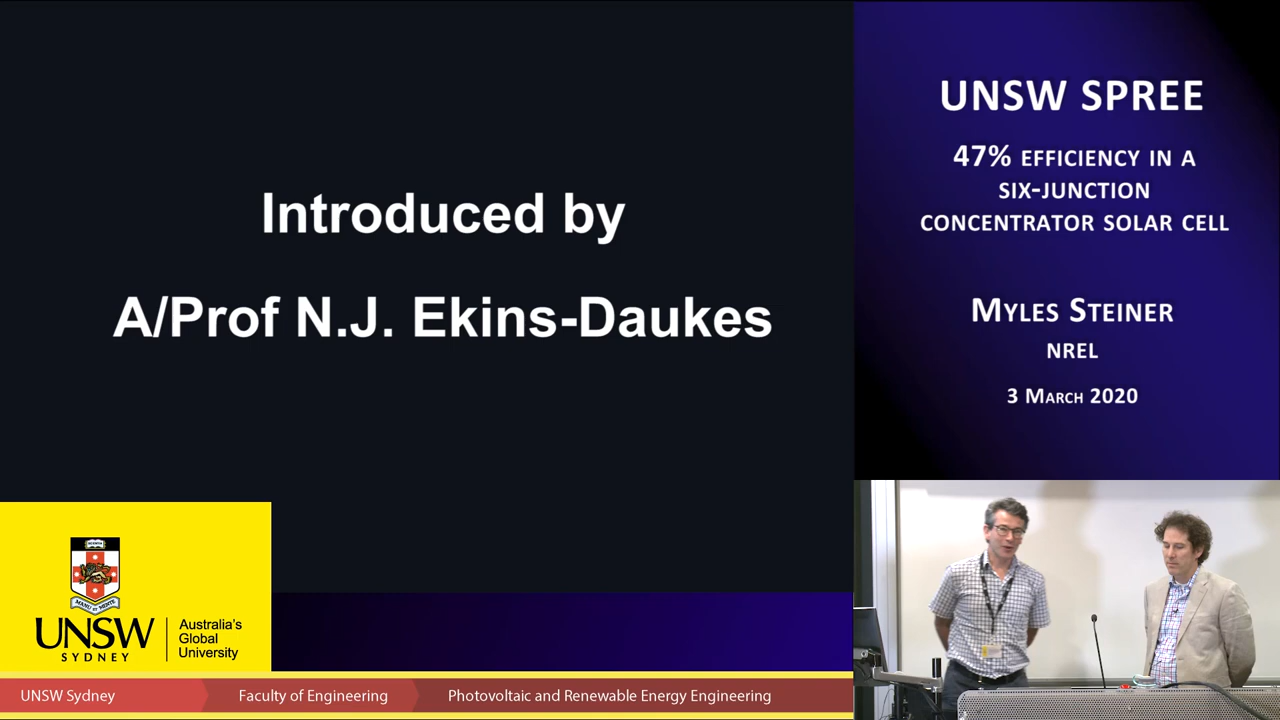 Introduced by
A/Prof N.J. Ekins-Daukes
UNSW SPREE
47% EFFICIENCY IN A
SIX-JUNCTION
CONCENTRATOR SOLAR CELL
MYLES STEINER
NREL
3 MARCH 2020
UNSW
SYDNEY
Australia's
Global
University
UNSW Sydney
Faculty of Engineering
Photovoltaic and Renewable Energy Engineering